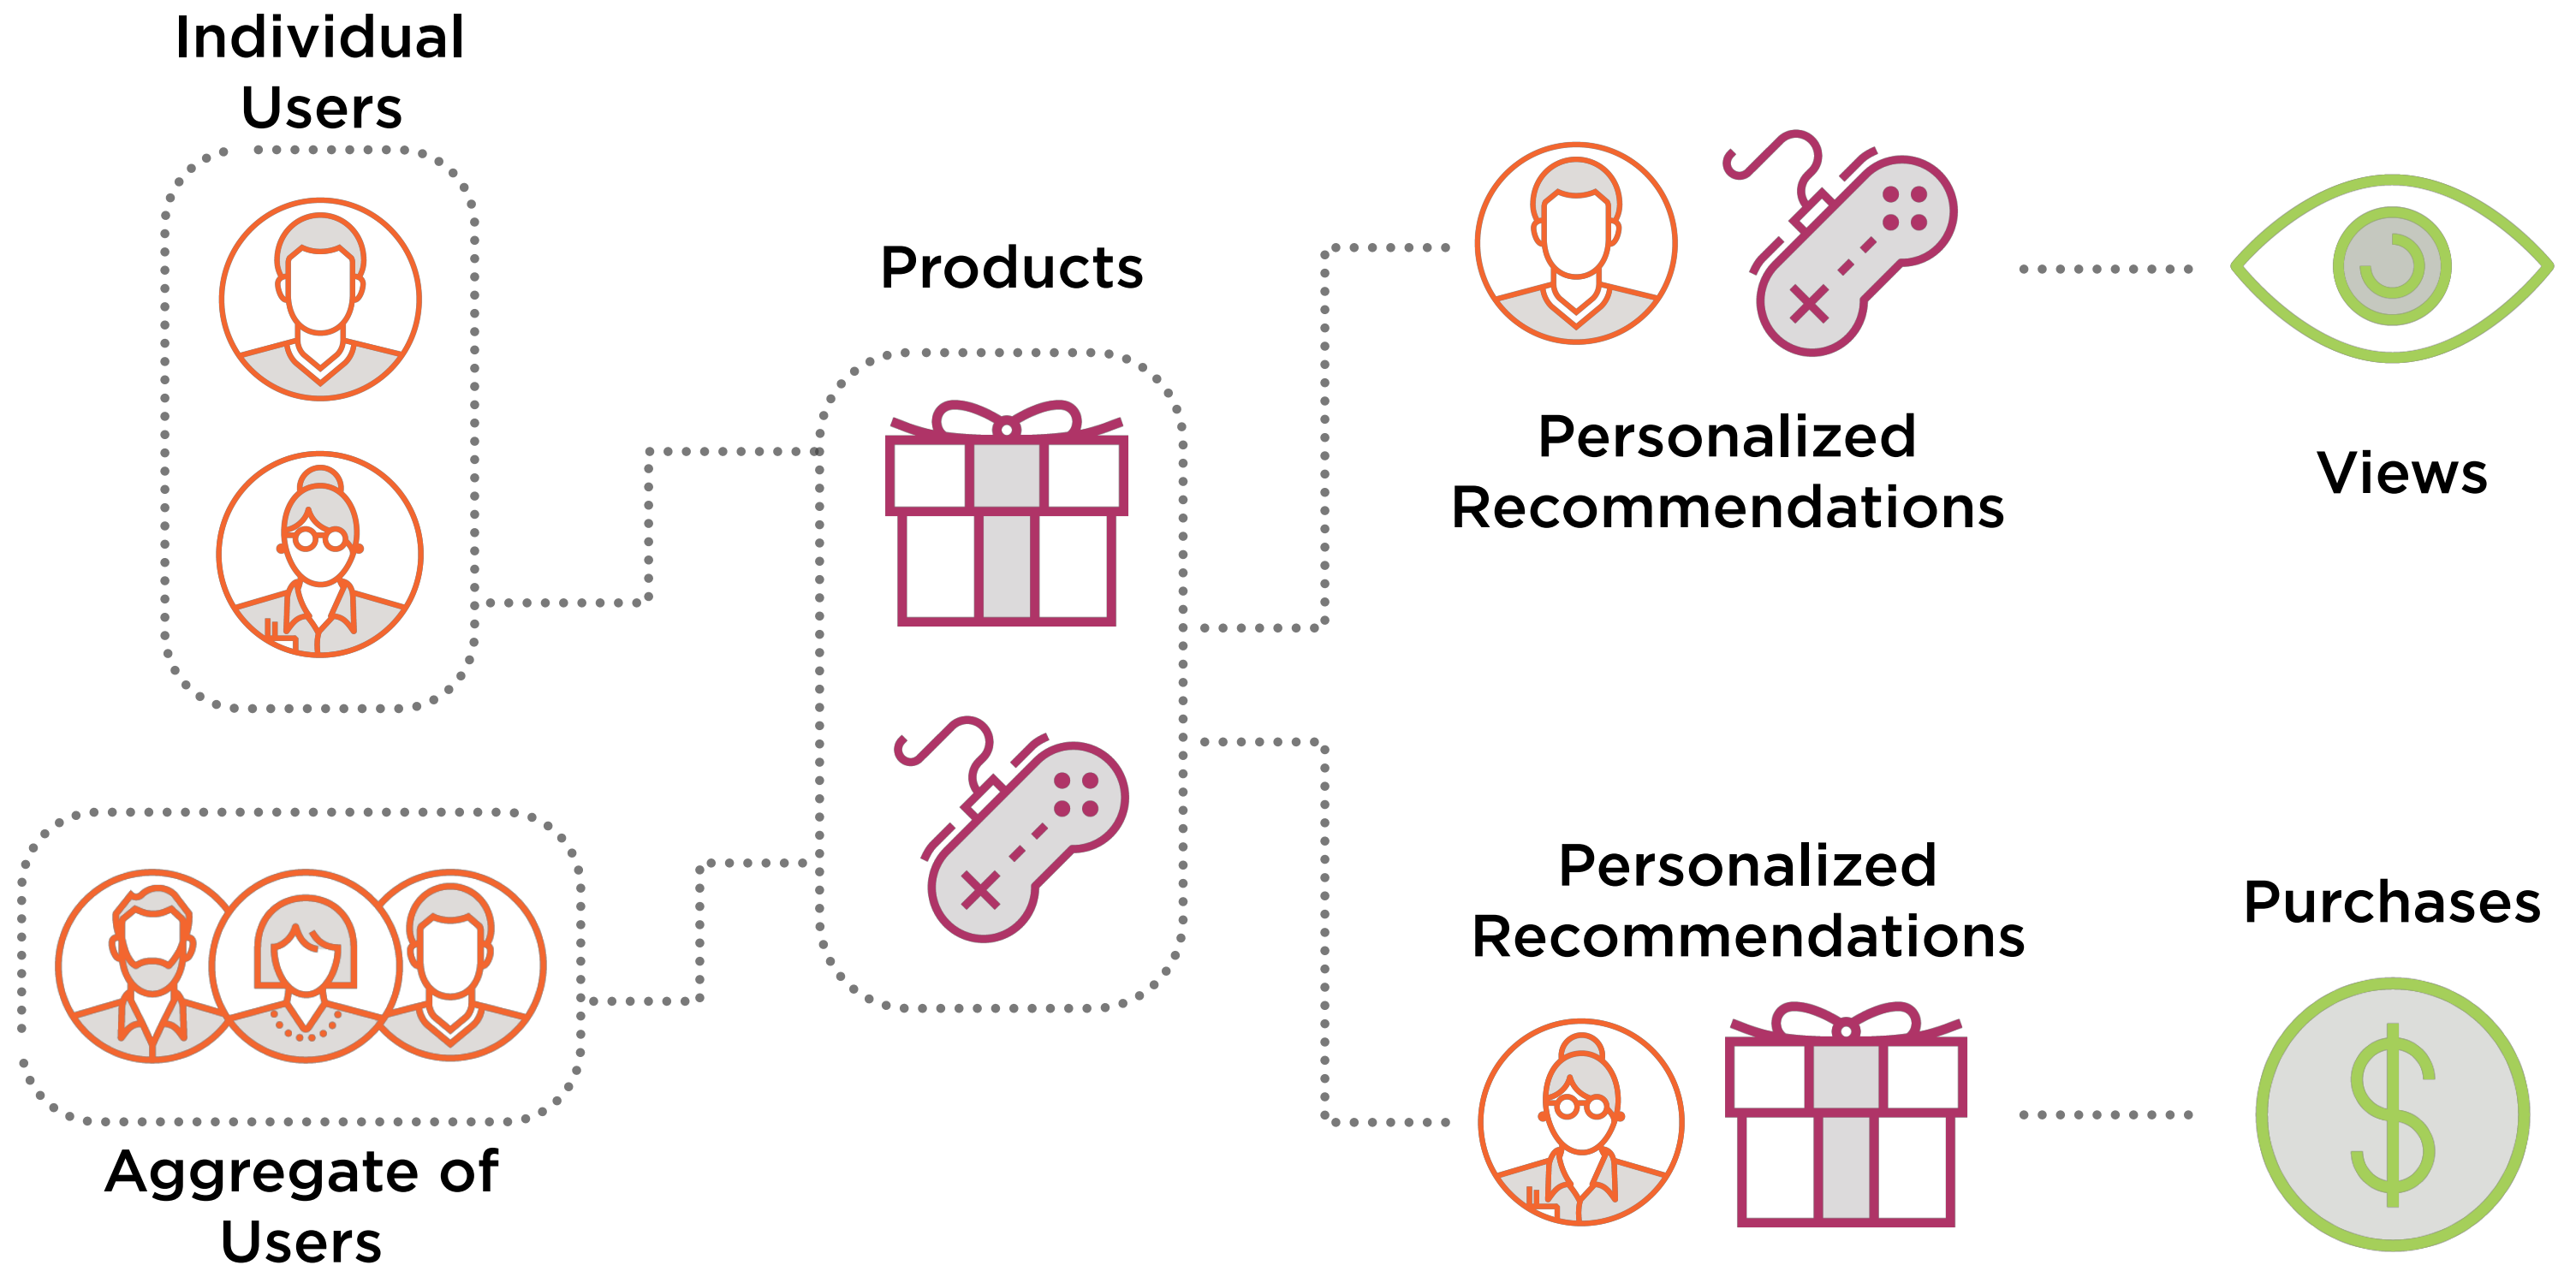 Individual
Users
Products
Personalized
Recommendations
Views
Aggregate of
Users
Personalized
Recommendations
Purchases